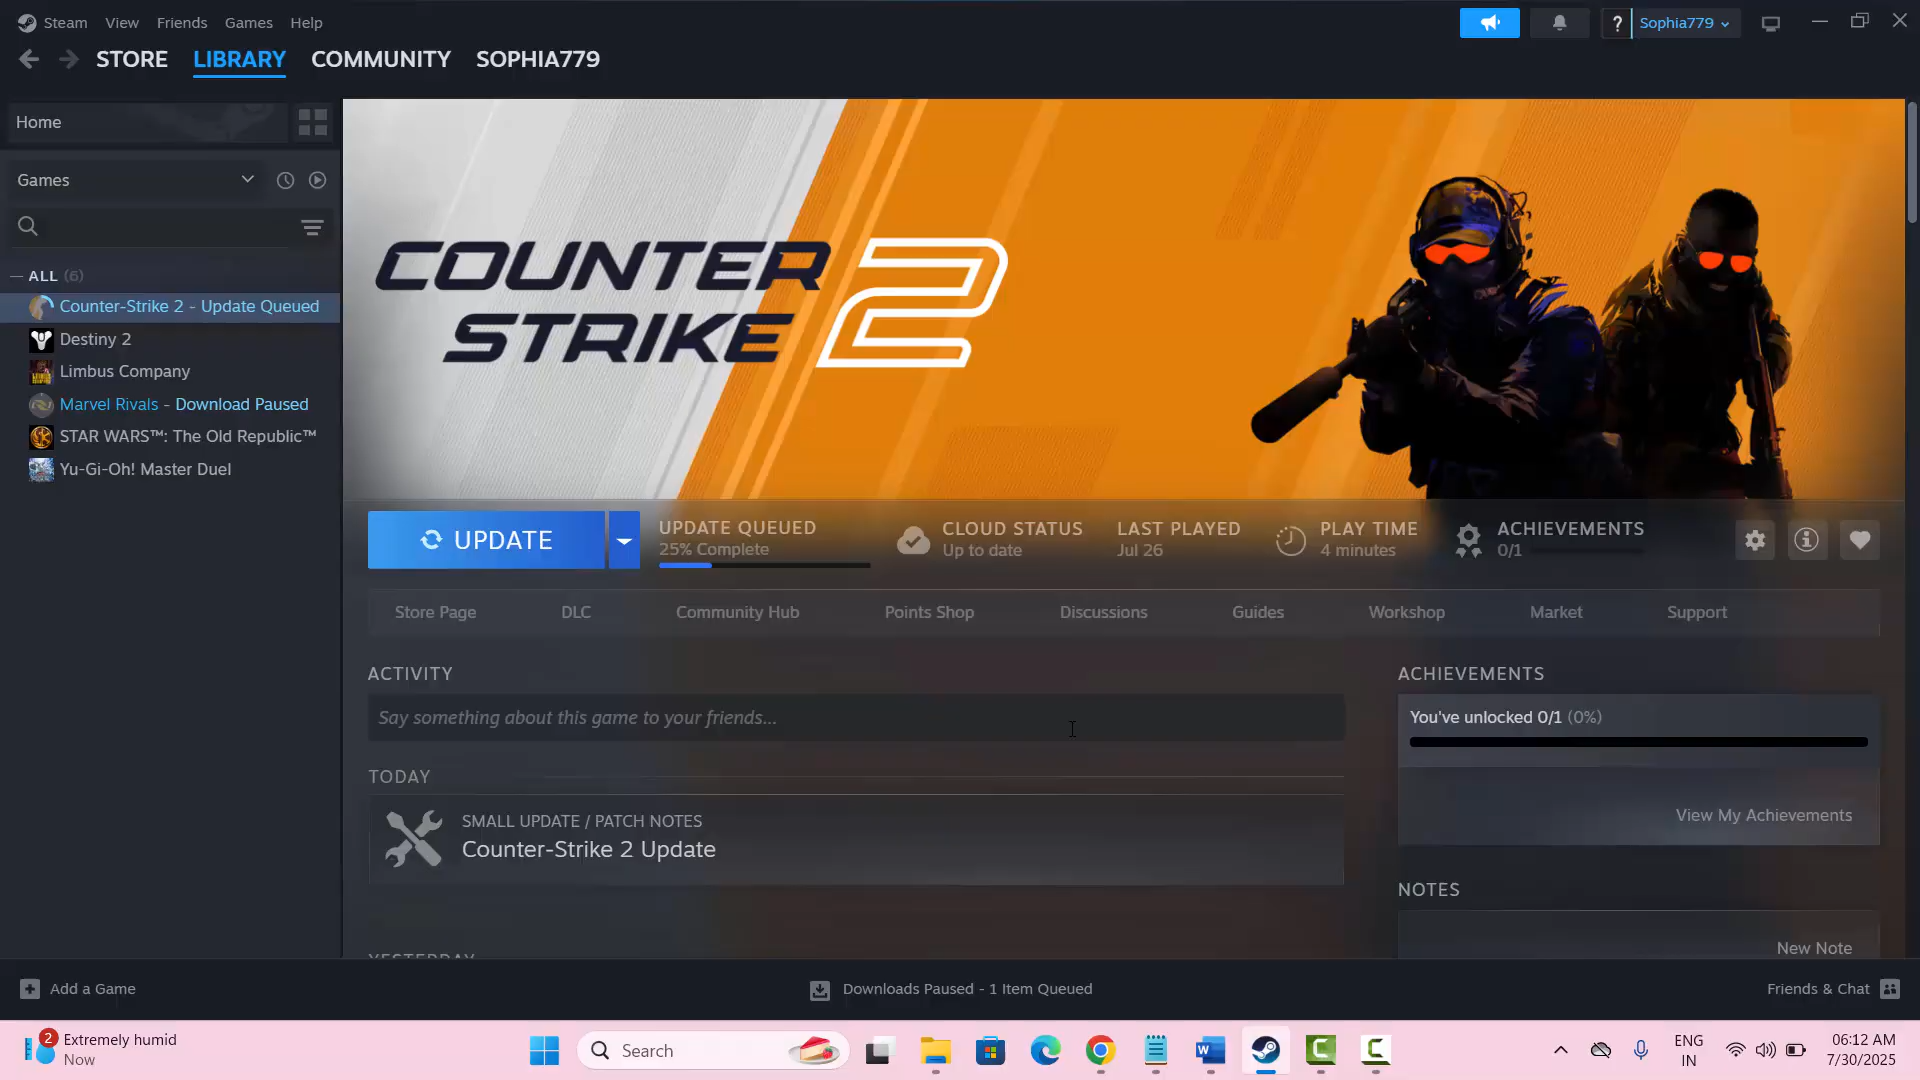 Steam View Friends Games Help
? Sophia779
STORE LIBRARY COMMUNITY SOPHIA779
Home
Games
ALL (6)
Counter-Strike 2 - Update Queued
Destiny 2
Limbus Company
Marvel Rivals - Download Paused
STAR WARS™: The Old Republic™
Yu-Gi-Oh! Master Duel
COUNTER
STRIKE 2
UPDATE
UPDATE QUEUED
25% Complete
CLOUD STATUS
Up to date
LAST PLAYED
Jul 26
PLAY TIME
4 minutes
ACHIEVEMENTS
0/1
Store Page DLC Community Hub Points Shop Discussions Guides Workshop Market Support
ACTIVITY
Say something about this game to your friends...
TODAY
SMALL UPDATE / PATCH NOTES
Counter-Strike 2 Update
YESTERDAY
ACHIEVEMENTS
You've unlocked 0/1 (0%)
View My Achievements
NOTES
New Note
Add a Game
Downloads Paused - 1 Item Queued
Friends & Chat
2
Extremely humid
Now
Search
ENG
IN
06:12 AM
7/30/2025